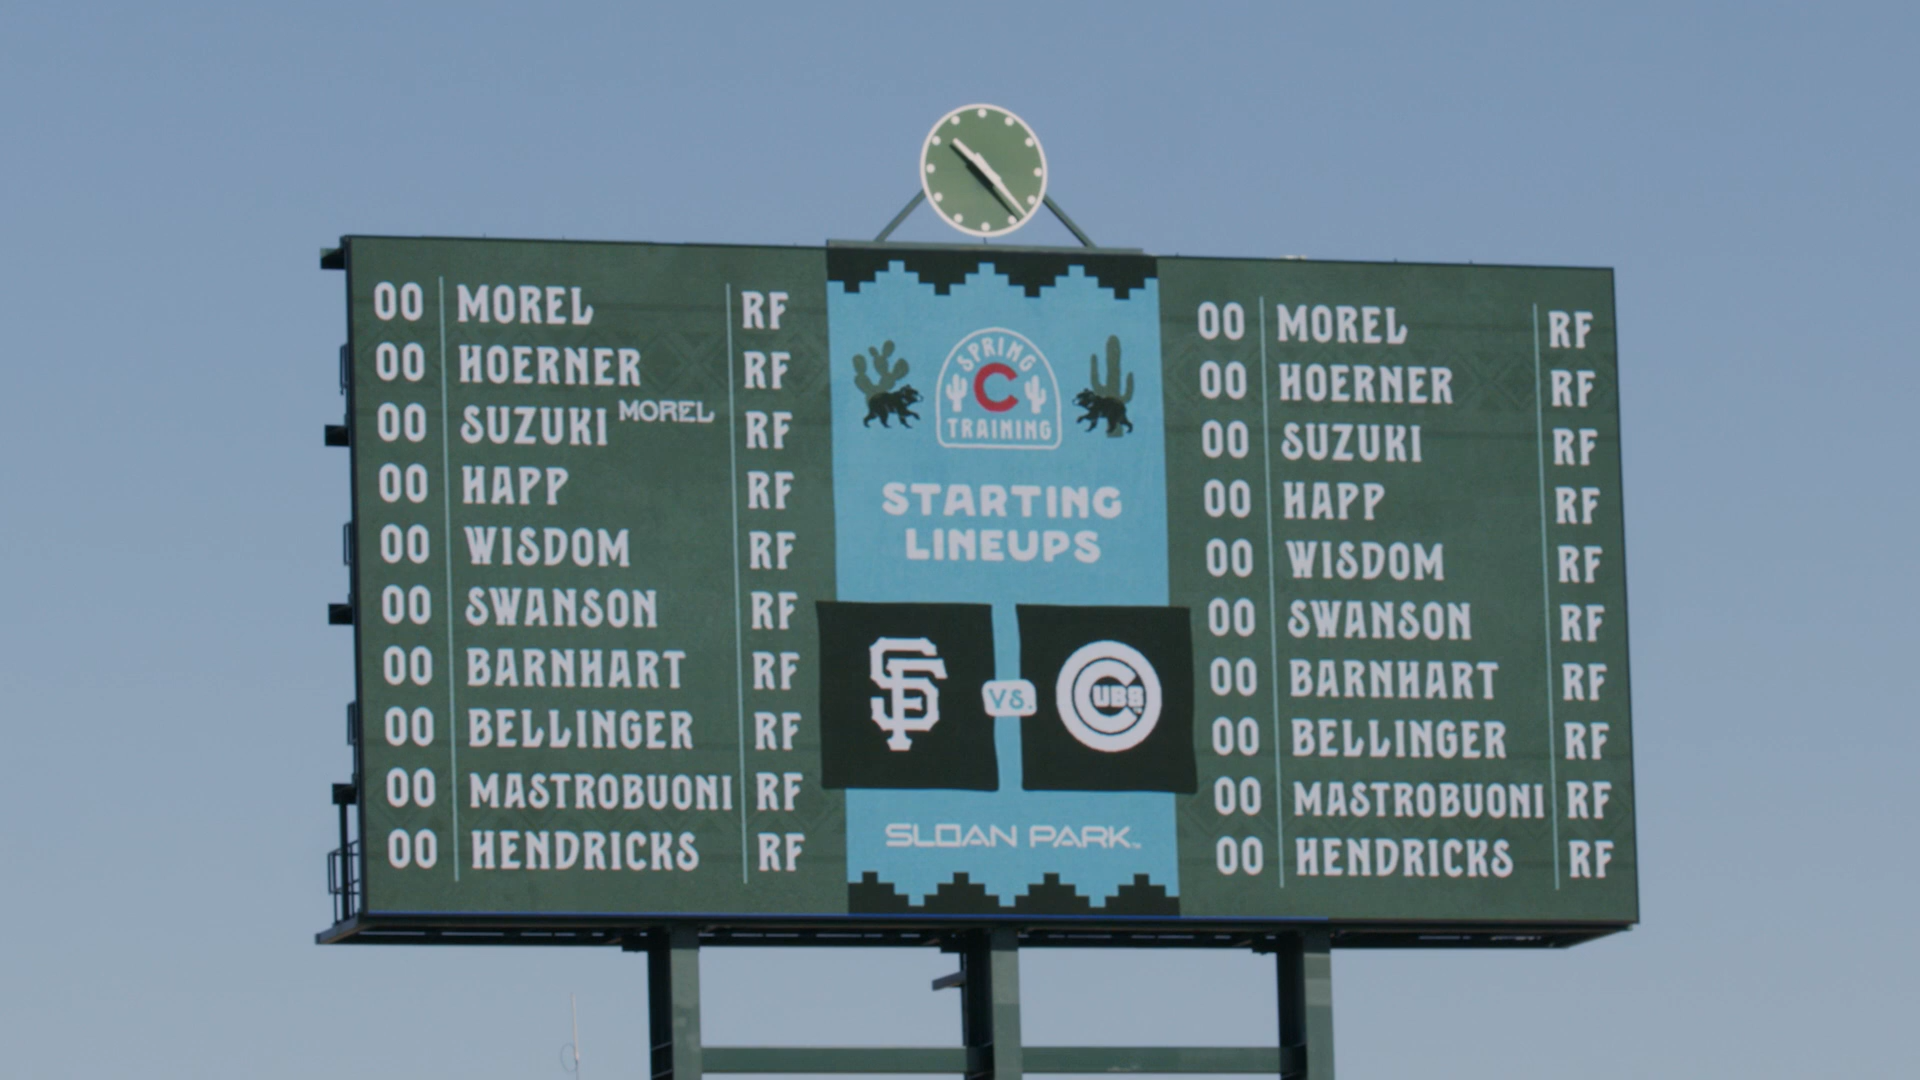 00 MOREL RF
00 HOERNER RF
00 SUZUKI MOREL RF
00 HAPP RF
00 WISDOM RF
00 SWANSON RF
00 BARNHART RF
00 BELLINGER RF
00 MASTROBUONI RF
00 HENDRICKS RF
SPRING
C
TRAINING
STARTING
LINEUPS
SF
VS.
CUBS
SLOAN PARK™
00 MOREL RF
00 HOERNER RF
00 SUZUKI RF
00 HAPP RF
00 WISDOM RF
00 SWANSON RF
00 BARNHART RF
00 BELLINGER RF
00 MASTROBUONI RF
00 HENDRICKS RF